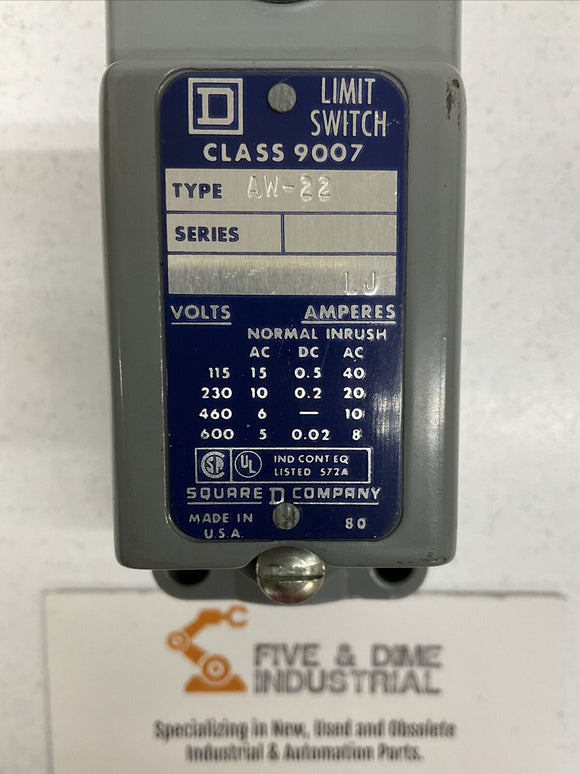 D
LIMIT
SWITCH
CLASS 9007
TYPE AW-22
SERIES
LJ
VOLTS AMPERES
NORMAL INRUSH
AC DC AC
115 15 0.5 40
230 10 0.2 20
460 6 — 10
600 5 0.02 8
SP UL IND CONT EQ
LISTED 572A
SQUARE D COMPANY
MADE IN
U.S.A. 80
FIVE & DIME
INDUSTRIAL
Specializing in New, Used and Obsolete
Industrial & Automation Parts.